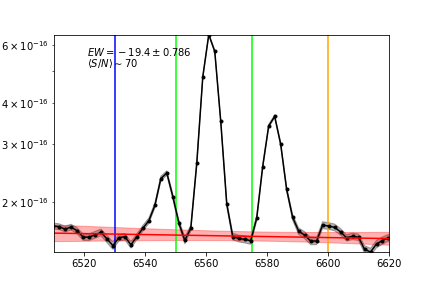 EW = −19.4 ± 0.786
⟨S/N⟩ ~ 70
6 × 10⁻¹⁶
4 × 10⁻¹⁶
3 × 10⁻¹⁶
2 × 10⁻¹⁶
6520 6540 6560 6580 6600 6620